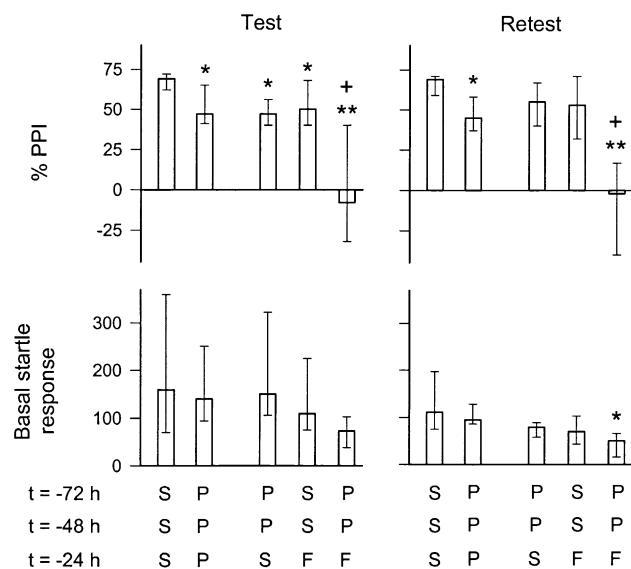 Test Retest
% PPI
75
50
25
0
-25
* * * + ** * + **
Basal startle
response
300
200
100
0
*
t = -72 h S P P S P S P P S P
t = -48 h S P P S P S P P S P
t = -24 h S P S F F S P S F F